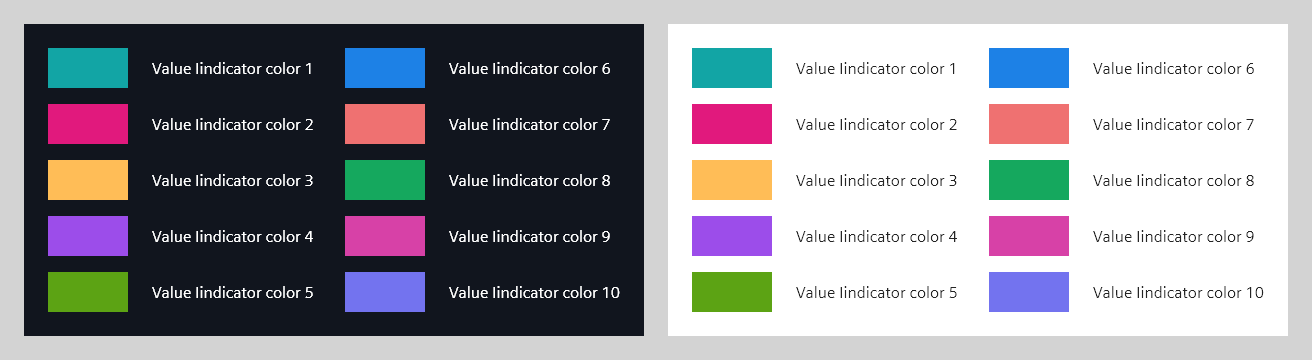 Value Iindicator color 1
Value Iindicator color 2
Value Iindicator color 3
Value Iindicator color 4
Value Iindicator color 5
Value Iindicator color 6
Value Iindicator color 7
Value Iindicator color 8
Value Iindicator color 9
Value Iindicator color 10
Value Iindicator color 1
Value Iindicator color 2
Value Iindicator color 3
Value Iindicator color 4
Value Iindicator color 5
Value Iindicator color 6
Value Iindicator color 7
Value Iindicator color 8
Value Iindicator color 9
Value Iindicator color 10